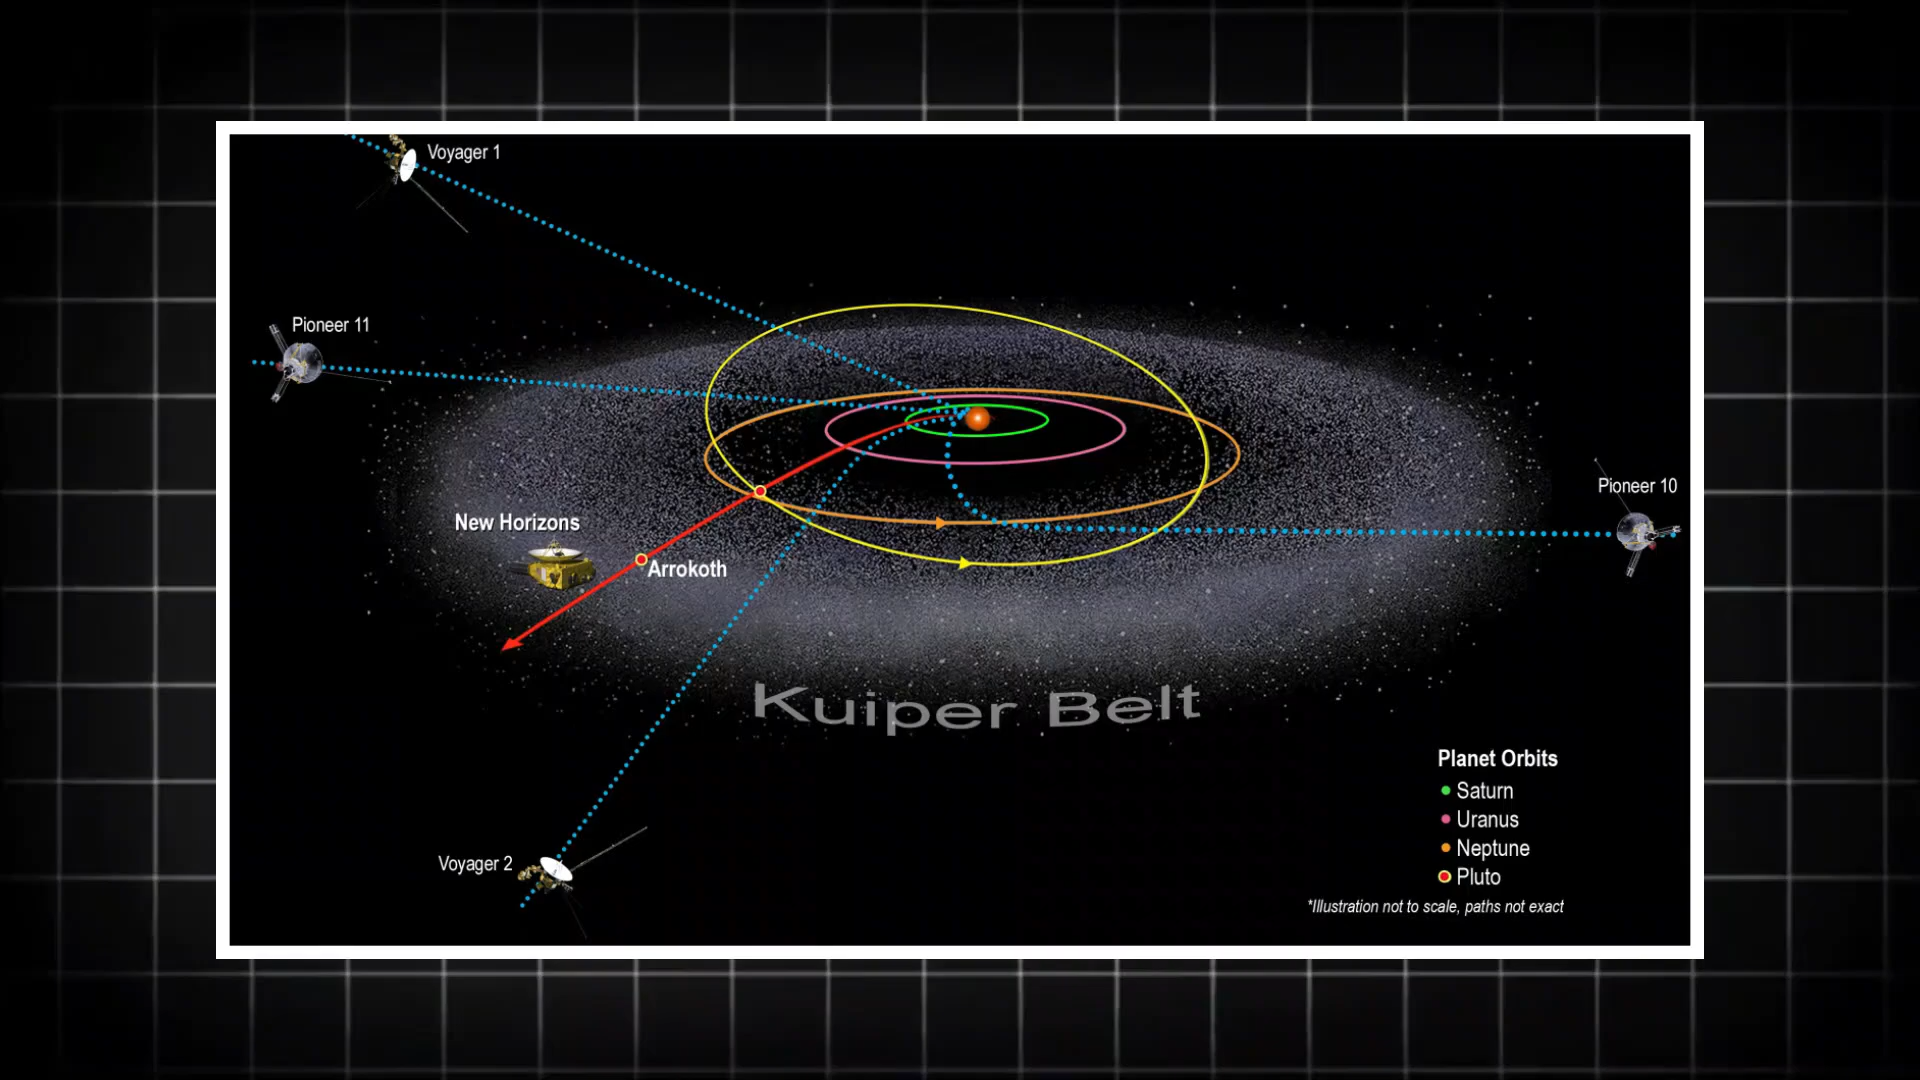 Voyager 1
Pioneer 11
Pioneer 10
New Horizons
Arrokoth
Kuiper Belt
Planet Orbits
Saturn
Uranus
Neptune
Voyager 2
Pluto
*Illustration not to scale, paths not exact